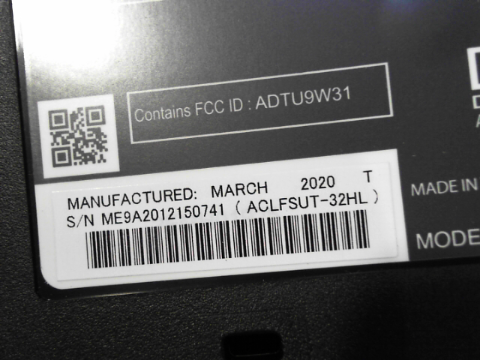 Contains FCC ID : ADTU9W31
MANUFACTURED: MARCH 2020 T
S/N ME9A2012150741 ( ACLFSUT-32HL )
MADE IN
MODE